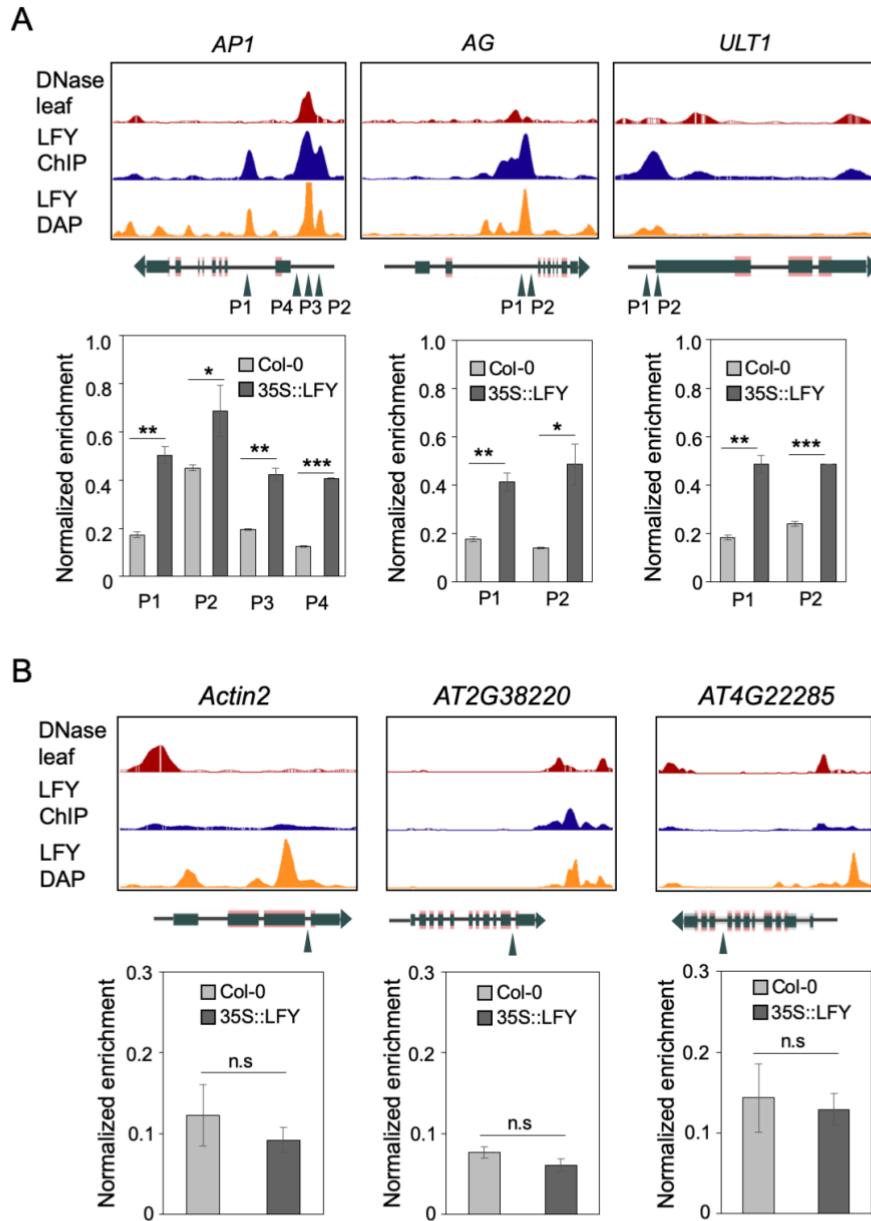 A
AP1 AG ULT1
DNase
leaf
LFY
ChIP
LFY
DAP
P1 P4 P3 P2 P1 P2 P1 P2
Normalized enrichment
1.0
0.8
0.6
0.4
0.2
0
Col-0
35S::LFY
**
*
**
***
P1 P2 P3 P4
Normalized enrichment
1.0
0.8
0.6
0.4
0.2
0
Col-0
35S::LFY
**
*
P1 P2
Normalized enrichment
1.0
0.8
0.6
0.4
0.2
0
Col-0
35S::LFY
**
***
P1 P2
B
Actin2 AT2G38220 AT4G22285
DNase
leaf
LFY
ChIP
LFY
DAP
Normalized enrichment
0.3
0.2
0.1
0
Col-0
35S::LFY
n.s
Normalized enrichment
0.3
0.2
0.1
0
Col-0
35S::LFY
n.s
Normalized enrichment
0.3
0.2
0.1
0
Col-0
35S::LFY
n.s